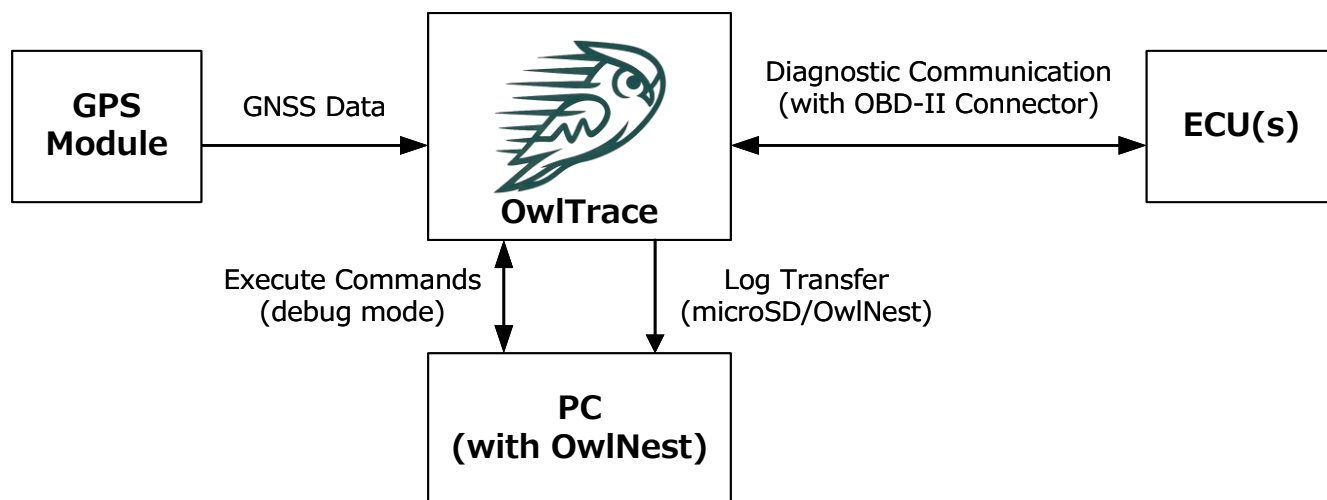 GPS
Module
GNSS Data
OwlTrace
Diagnostic Communication
(with OBD-II Connector)
ECU(s)
Execute Commands
(debug mode)
Log Transfer
(microSD/OwlNest)
PC
(with OwlNest)